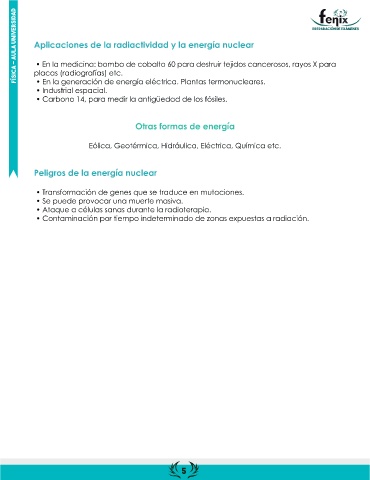 FÍSICA - AULA UNIVERSIDAD
fenix
PREPARACIÓN DE EXÁMENES
Aplicaciones de la radiactividad y la energía nuclear
• En la medicina: bomba de cobalto 60 para destruir tejidos cancerosos, rayos X para
placas (radiografías) etc.
• En la generación de energía eléctrica. Plantas termonucleares.
• Industrial espacial.
• Carbono 14, para medir la antigüedad de los fósiles.
Otras formas de energía
Eólica, Geotérmica, Hidráulica, Eléctrica, Química etc.
Peligros de la energía nuclear
• Transformación de genes que se traduce en mutaciones.
• Se puede provocar una muerte masiva.
• Ataque a células sanas durante la radioterapia.
• Contaminación por tiempo indeterminado de zonas expuestas a radiación.
5